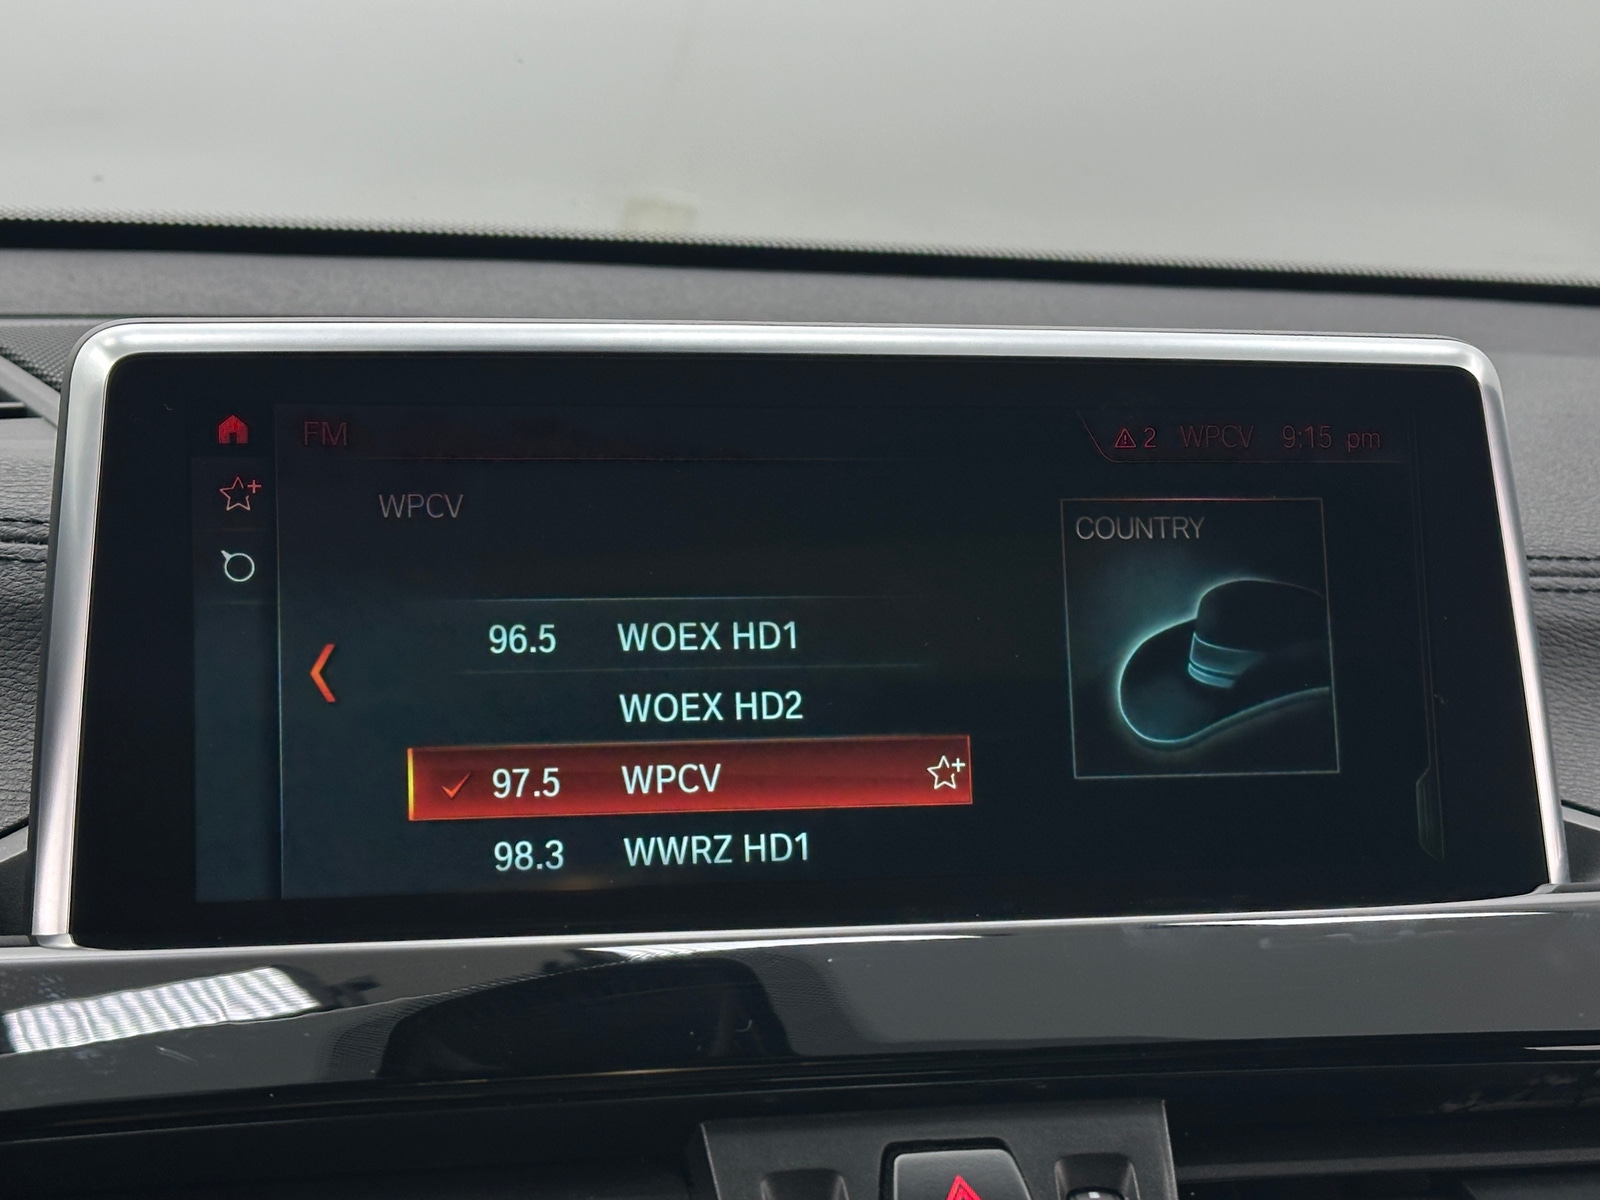 FM
2 WPCV 9:15 pm
WPCV
COUNTRY
96.5 WOEX HD1
WOEX HD2
97.5 WPCV
98.3 WWRZ HD1